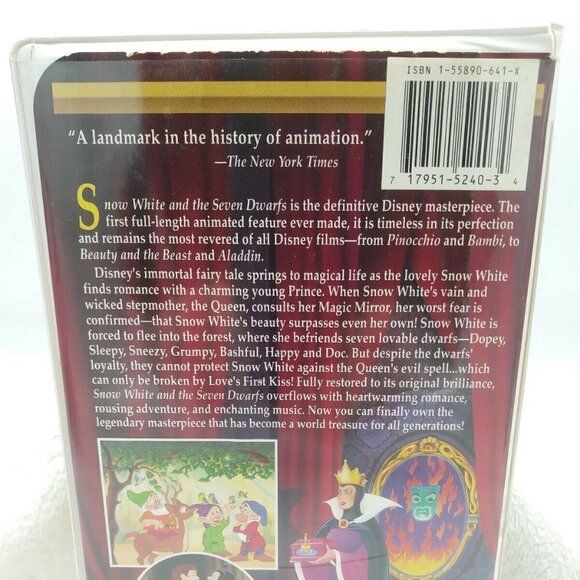 ISBN 1-55890-641-X
"A landmark in the history of animation."
—The New York Times
7 17951-5240-3 4
Snow White and the Seven Dwarfs is the definitive Disney masterpiece. The
first full-length animated feature ever made, it is timeless in its perfection
and remains the most revered of all Disney films—from Pinocchio and Bambi, to
Beauty and the Beast and Aladdin.
Disney's immortal fairy tale springs to magical life as the lovely Snow White
finds romance with a charming young Prince. When Snow White's vain and
wicked stepmother, the Queen, consults her Magic Mirror, her worst fear is
confirmed—that Snow White's beauty surpasses even her own! Snow White is
forced to flee into the forest, where she befriends seven lovable dwarfs—Dopey,
Sleepy, Sneezy, Grumpy, Bashful, Happy and Doc. But despite the dwarfs'
loyalty, they cannot protect Snow White against the Queen's evil spell...which
can only be broken by Love's First Kiss! Fully restored to its original brilliance,
Snow White and the Seven Dwarfs overflows with heartwarming romance,
rousing adventure, and enchanting music. Now you can finally own the
legendary masterpiece that has become a world treasure for all generations!